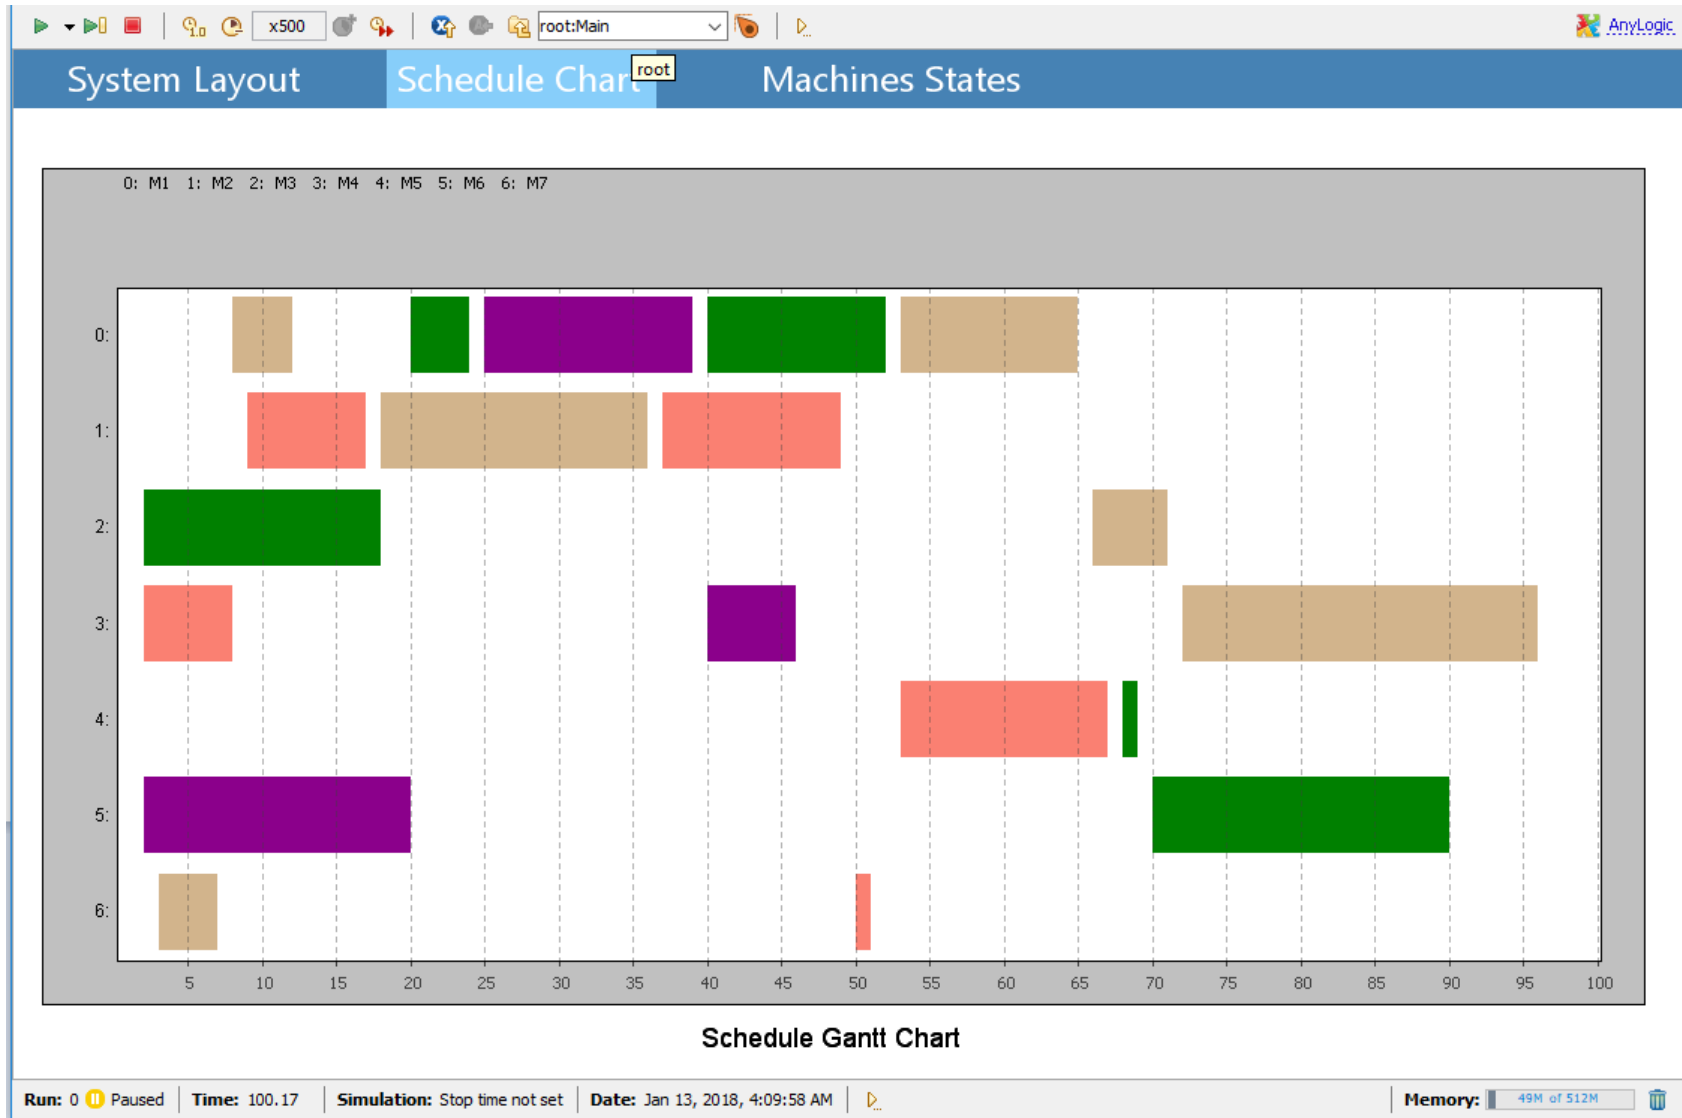 x500 root:Main AnyLogic
System Layout Schedule Chart root Machines States
0: M1 1: M2 2: M3 3: M4 4: M5 5: M6 6: M7
0:
1:
2:
3:
4:
5:
6:
5 10 15 20 25 30 35 40 45 50 55 60 65 70 75 80 85 90 95 100
Schedule Gantt Chart
Run: 0 Paused Time: 100.17 Simulation: Stop time not set Date: Jan 13, 2018, 4:09:58 AM Memory: 49M of 512M